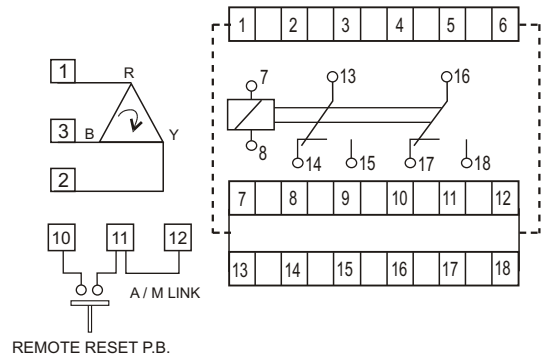 1 2 3 4 5 6
1 R
7 13 16
3 B Y
8 14 15 17 18
2
7 8 9 10 11 12
10 11 12
13 14 15 16 17 18
A / M LINK
REMOTE RESET P.B.